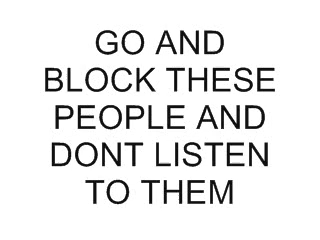 GO AND
BLOCK THESE
PEOPLE AND
DONT LISTEN
TO THEM